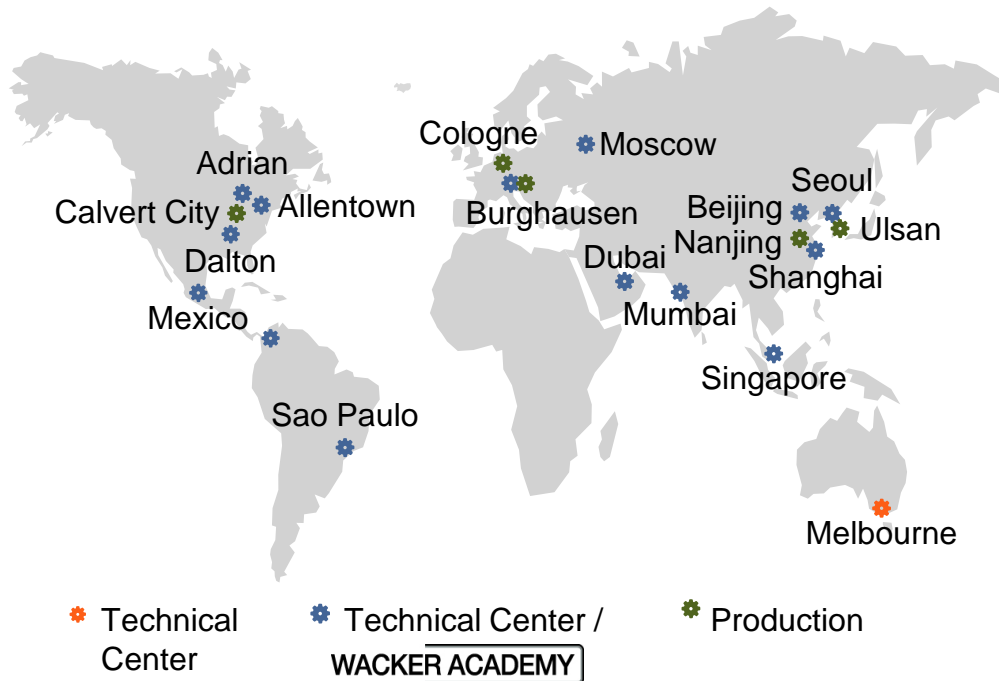 Cologne
Moscow
Adrian
Seoul
Calvert City
Allentown
Burghausen
Beijing
Ulsan
Nanjing
Dalton
Dubai
Shanghai
Mexico
Mumbai
Singapore
Sao Paulo
Melbourne
Technical
Center
Technical Center /
WACKER ACADEMY
Production